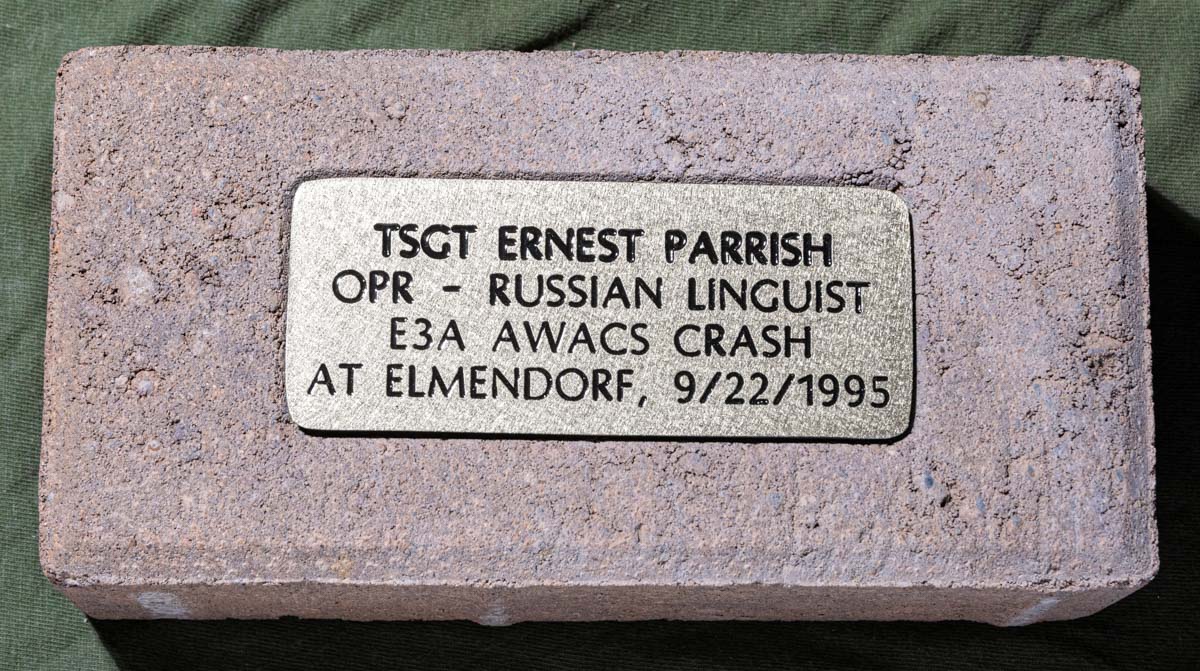 TSGT ERNEST PARRISH
OPR - RUSSIAN LINGUIST
E3A AWACS CRASH
AT ELMENDORF, 9/22/1995